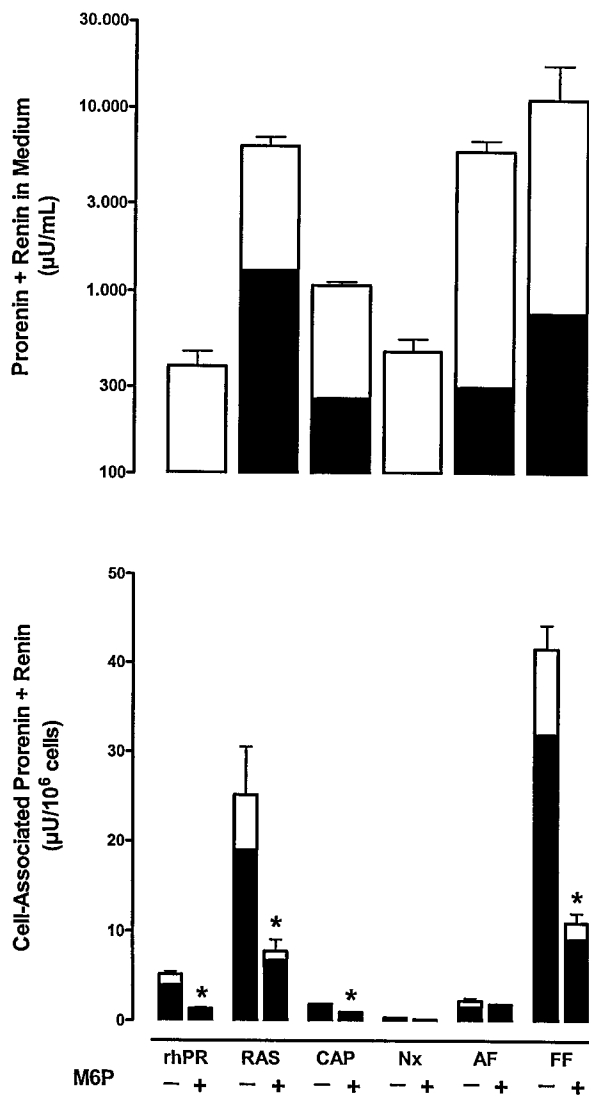 Prorenin + Renin in Medium
(µU/mL)
30.000
10.000
3.000
1.000
300
100
Cell-Associated Prorenin + Renin
(µU/10⁶ cells)
50
40
30
20
10
0
* * * *
rhPR RAS CAP Nx AF FF
M6P − + − + − + − + − + − +